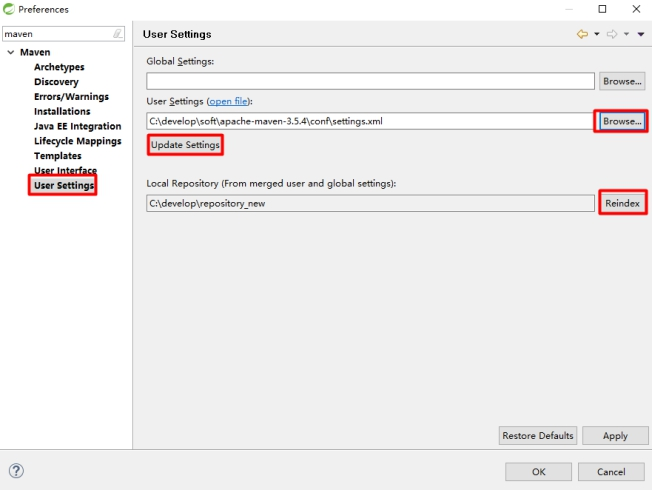 Preferences
maven
User Settings
Maven
Archetypes
Discovery
Errors/Warnings
Installations
Java EE Integration
Lifecycle Mappings
Templates
User Interface
User Settings
Global Settings:
Browse...
User Settings (open file):
C:\develop\soft\apache-maven-3.5.4\conf\settings.xml
Browse...
Update Settings
Local Repository (From merged user and global settings):
C:\develop\repository_new
Reindex
Restore Defaults
Apply
?
OK
Cancel